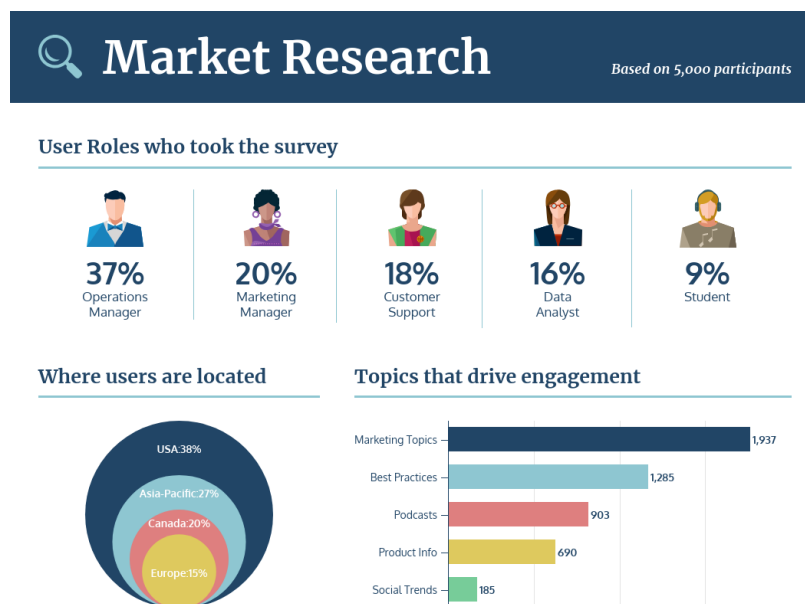 Market Research
Based on 5,000 participants
User Roles who took the survey
37%
Operations
Manager
20%
Marketing
Manager
18%
Customer
Support
16%
Data
Analyst
9%
Student
Where users are located
USA:38%
Asia-Pacific:27%
Canada:20%
Europe:15%
Topics that drive engagement
Marketing Topics 1,937
Best Practices 1,285
Podcasts 903
Product Info 690
Social Trends 185